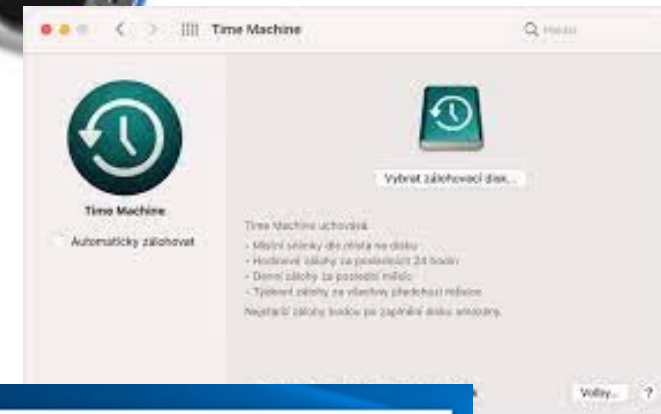 Time Machine
Hledat
Vybrat zálohovací disk...
Time Machine
Automaticky zálohovat
Time Machine uchovává:
- Místní snímky dle místa na disku
- Hodinové zálohy za posledních 24 hodin
- Denní zálohy za poslední měsíc
- Týdenní zálohy za všechny předchozí měsíce
Nejstarší zálohy budou po zaplnění disku smazány.
Volby... ?